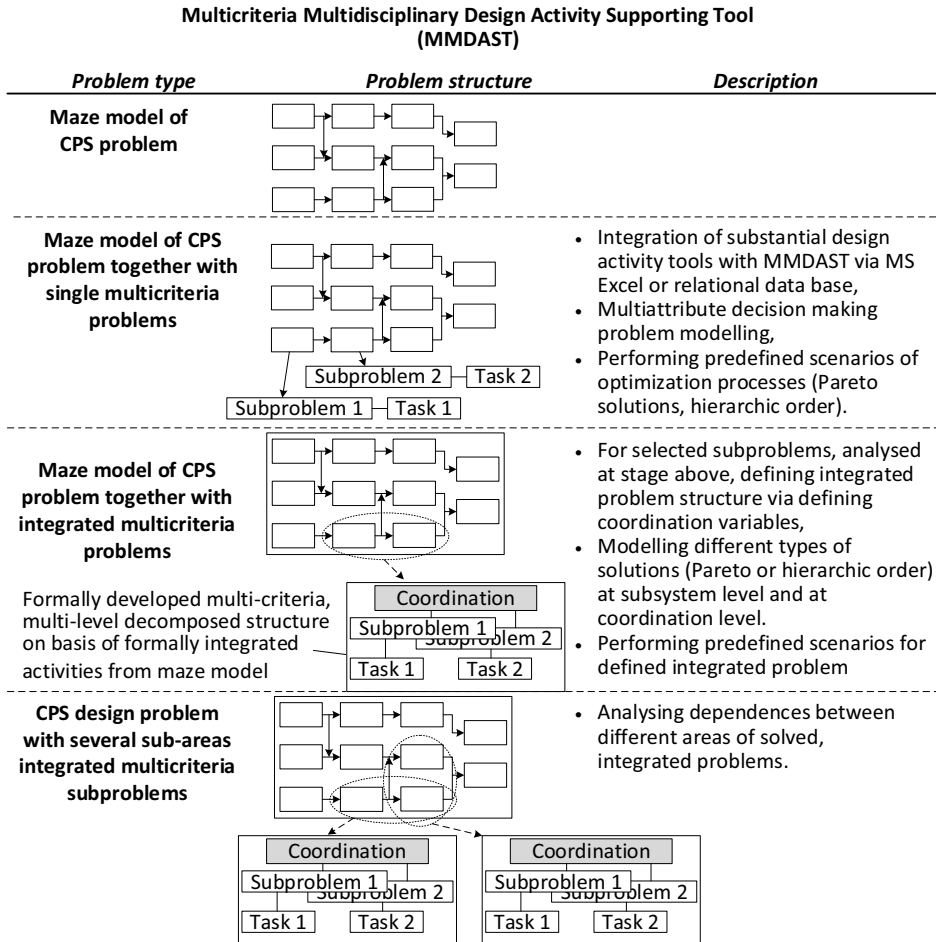 Multicriteria Multidisciplinary Design Activity Supporting Tool
(MMDAST)
Problem type
Problem structure
Description
Maze model of
CPS problem
Maze model of CPS
problem together with
single multicriteria
problems
Subproblem 2
Task 2
Subproblem 1
Task 1
• Integration of substantial design
activity tools with MMDAST via MS
Excel or relational data base,
• Multiattribute decision making
problem modelling,
• Performing predefined scenarios of
optimization processes (Pareto
solutions, hierarchic order).
Maze model of CPS
problem together with
integrated multicriteria
problems
Formally developed multi-criteria,
multi-level decomposed structure
on basis of formally integrated
activities from maze model
Coordination
Subproblem 1
Subproblem 2
Task 1
Task 2
• For selected subproblems, analysed
at stage above, defining integrated
problem structure via defining
coordination variables,
• Modelling different types of
solutions (Pareto or hierarchic order)
at subsystem level and at
coordination level.
• Performing predefined scenarios for
defined integrated problem
CPS design problem
with several sub-areas
integrated multicriteria
subproblems
• Analysing dependences between
different areas of solved,
integrated problems.
Coordination
Subproblem 1
Subproblem 2
Task 1
Task 2
Coordination
Subproblem 1
Subproblem 2
Task 1
Task 2